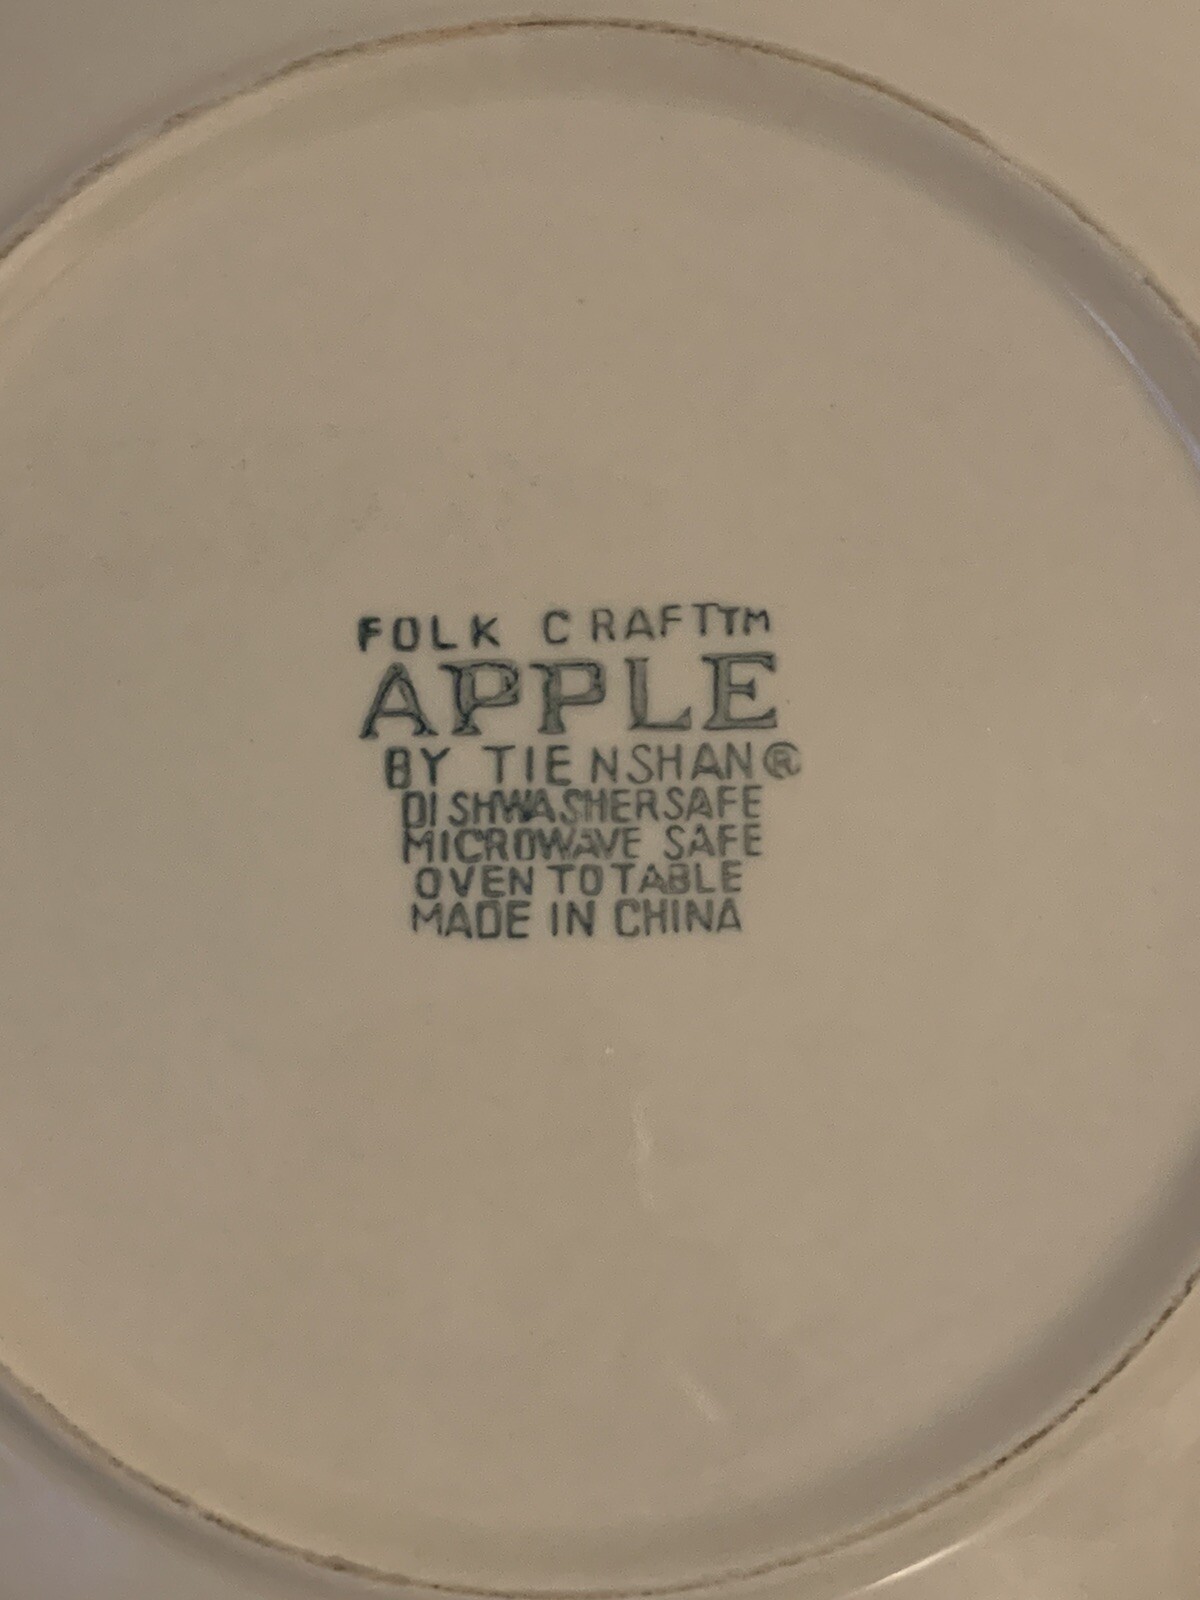 FOLK CRAFT™
APPLE
BY TIENSHAN®
DISHWASHERSAFE
MICROWAVE SAFE
OVEN TO TABLE
MADE IN CHINA